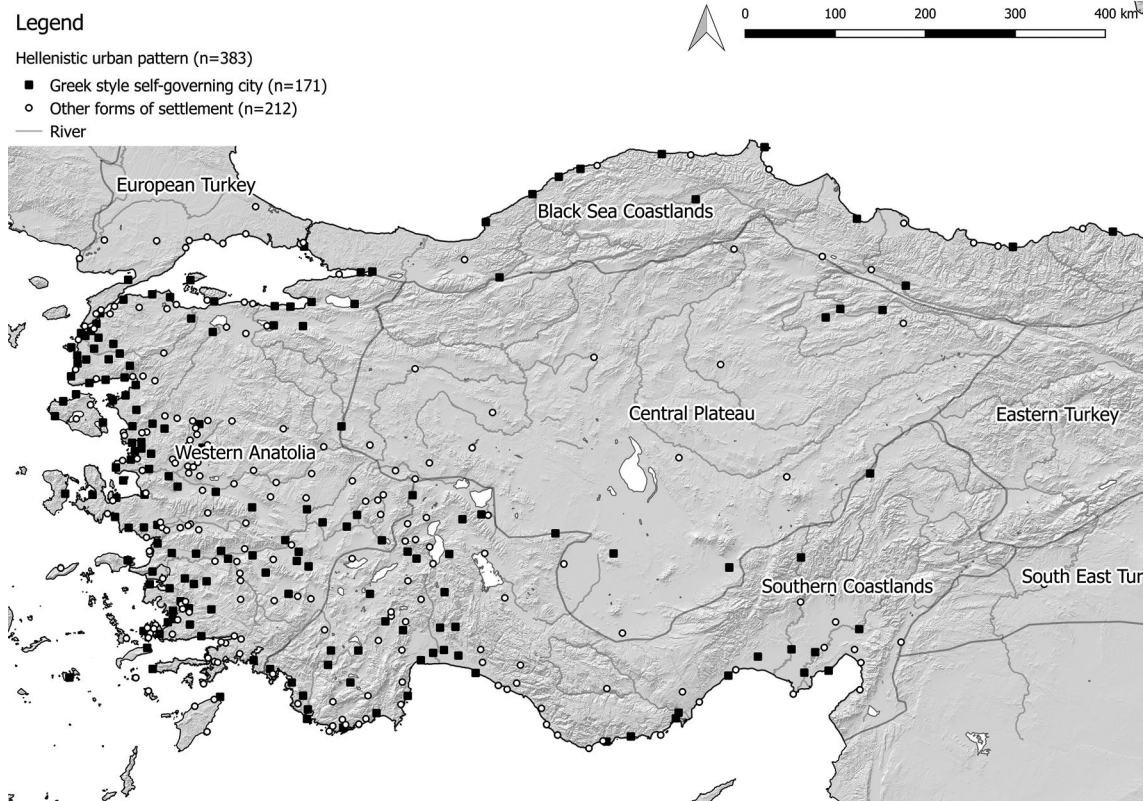 Legend
0 100 200 300 400 km
Hellenistic urban pattern (n=383)
Greek style self-governing city (n=171)
Other forms of settlement (n=212)
River
European Turkey
Black Sea Coastlands
Central Plateau
Eastern Turkey
Western Anatolia
Southern Coastlands
South East Tur